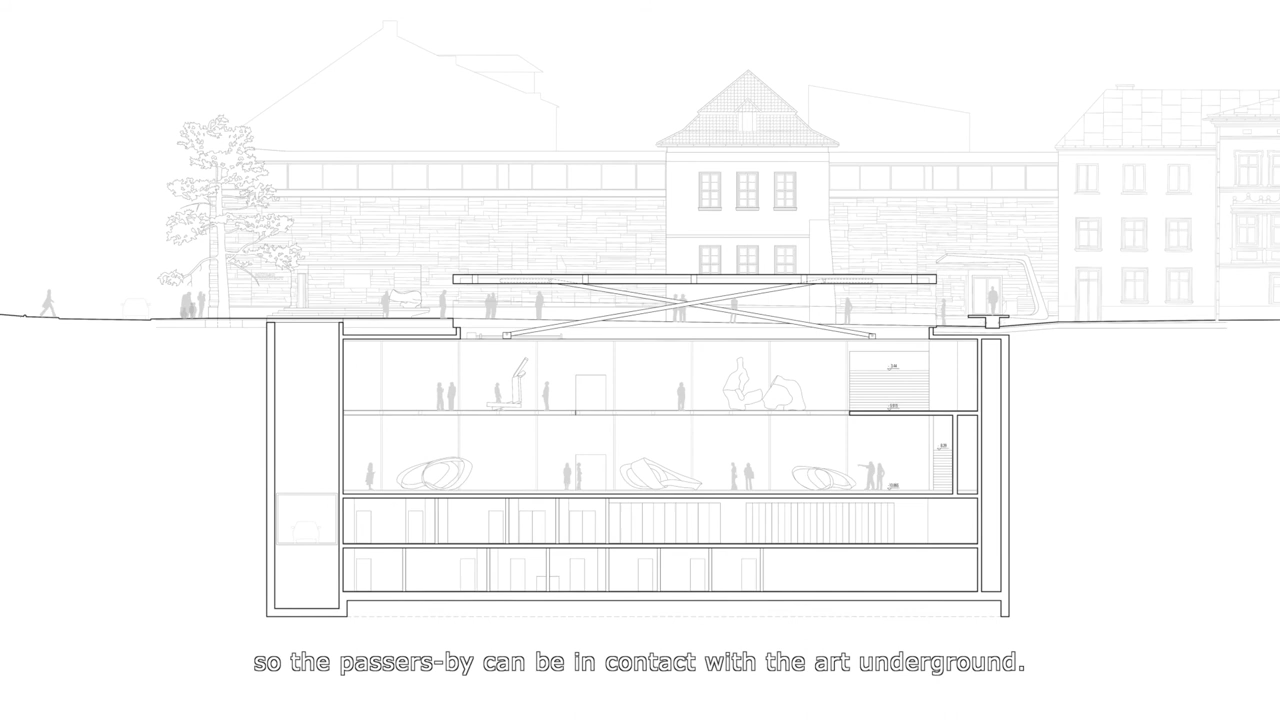 so the passers-by can be in contact with the art underground.